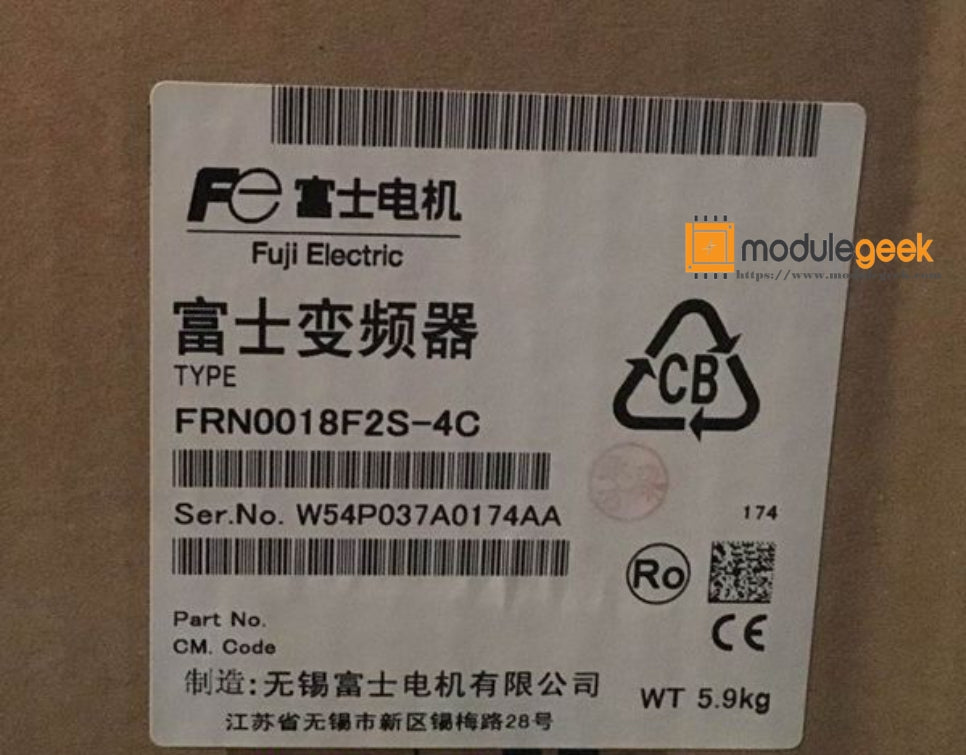 Fe 富士电机
Fuji Electric
modulegeek
富士变频器
TYPE
CB
FRN0018F2S-4C
Ser.No. W54P037A0174AA
174
Ro
Part No.
CM. Code
CE
制造:无锡富士电机有限公司
WT 5.9kg
江苏省无锡市新区锡梅路28号